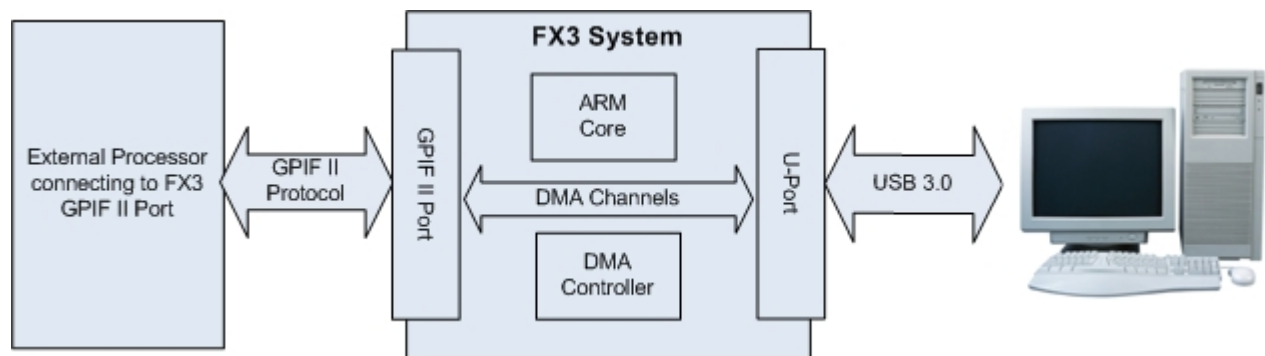 FX3 System
External Processor
connecting to FX3
GPIF II Port
GPIF II
Protocol
GPIF II Port
ARM
Core
DMA Channels
DMA
Controller
U-Port
USB 3.0